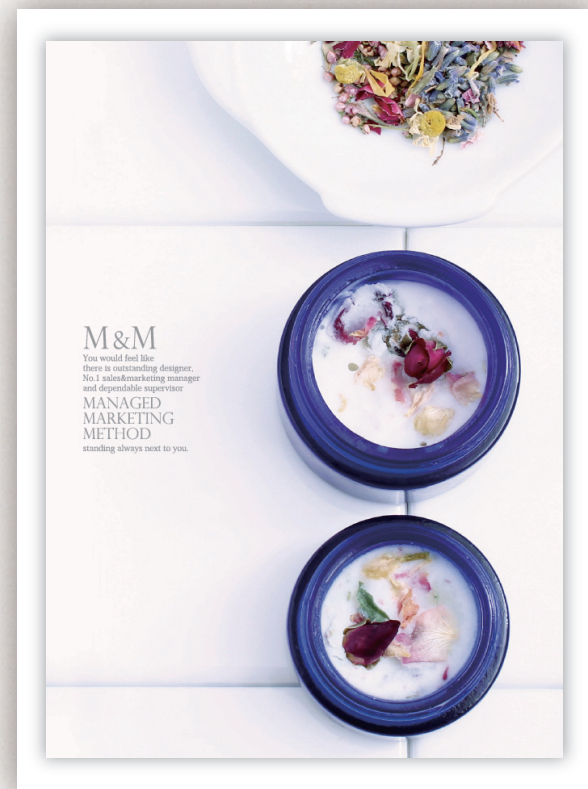 M&M
You would feel like
there is outstanding designer,
No.1 sales&marketing manager
and dependable supervisor
MANAGED
MARKETING
METHOD
standing always next to you.